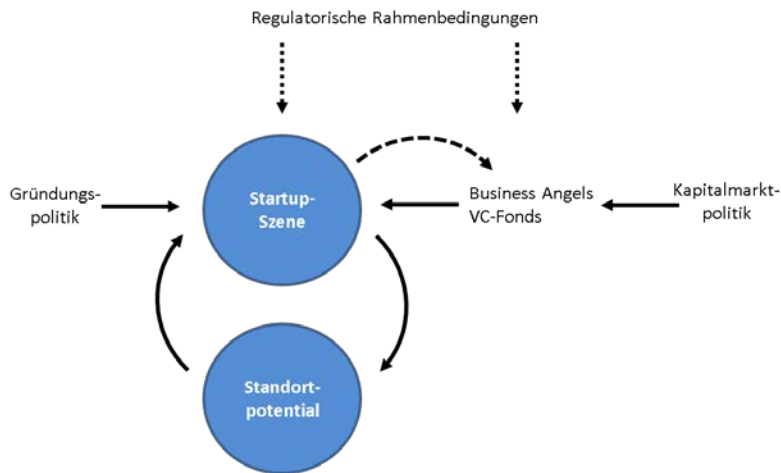 Regulatorische Rahmenbedingungen
Gründungs-
politik
Startup-
Szene
Business Angels
VC-Fonds
Kapitalmarkt-
politik
Standort-
potential